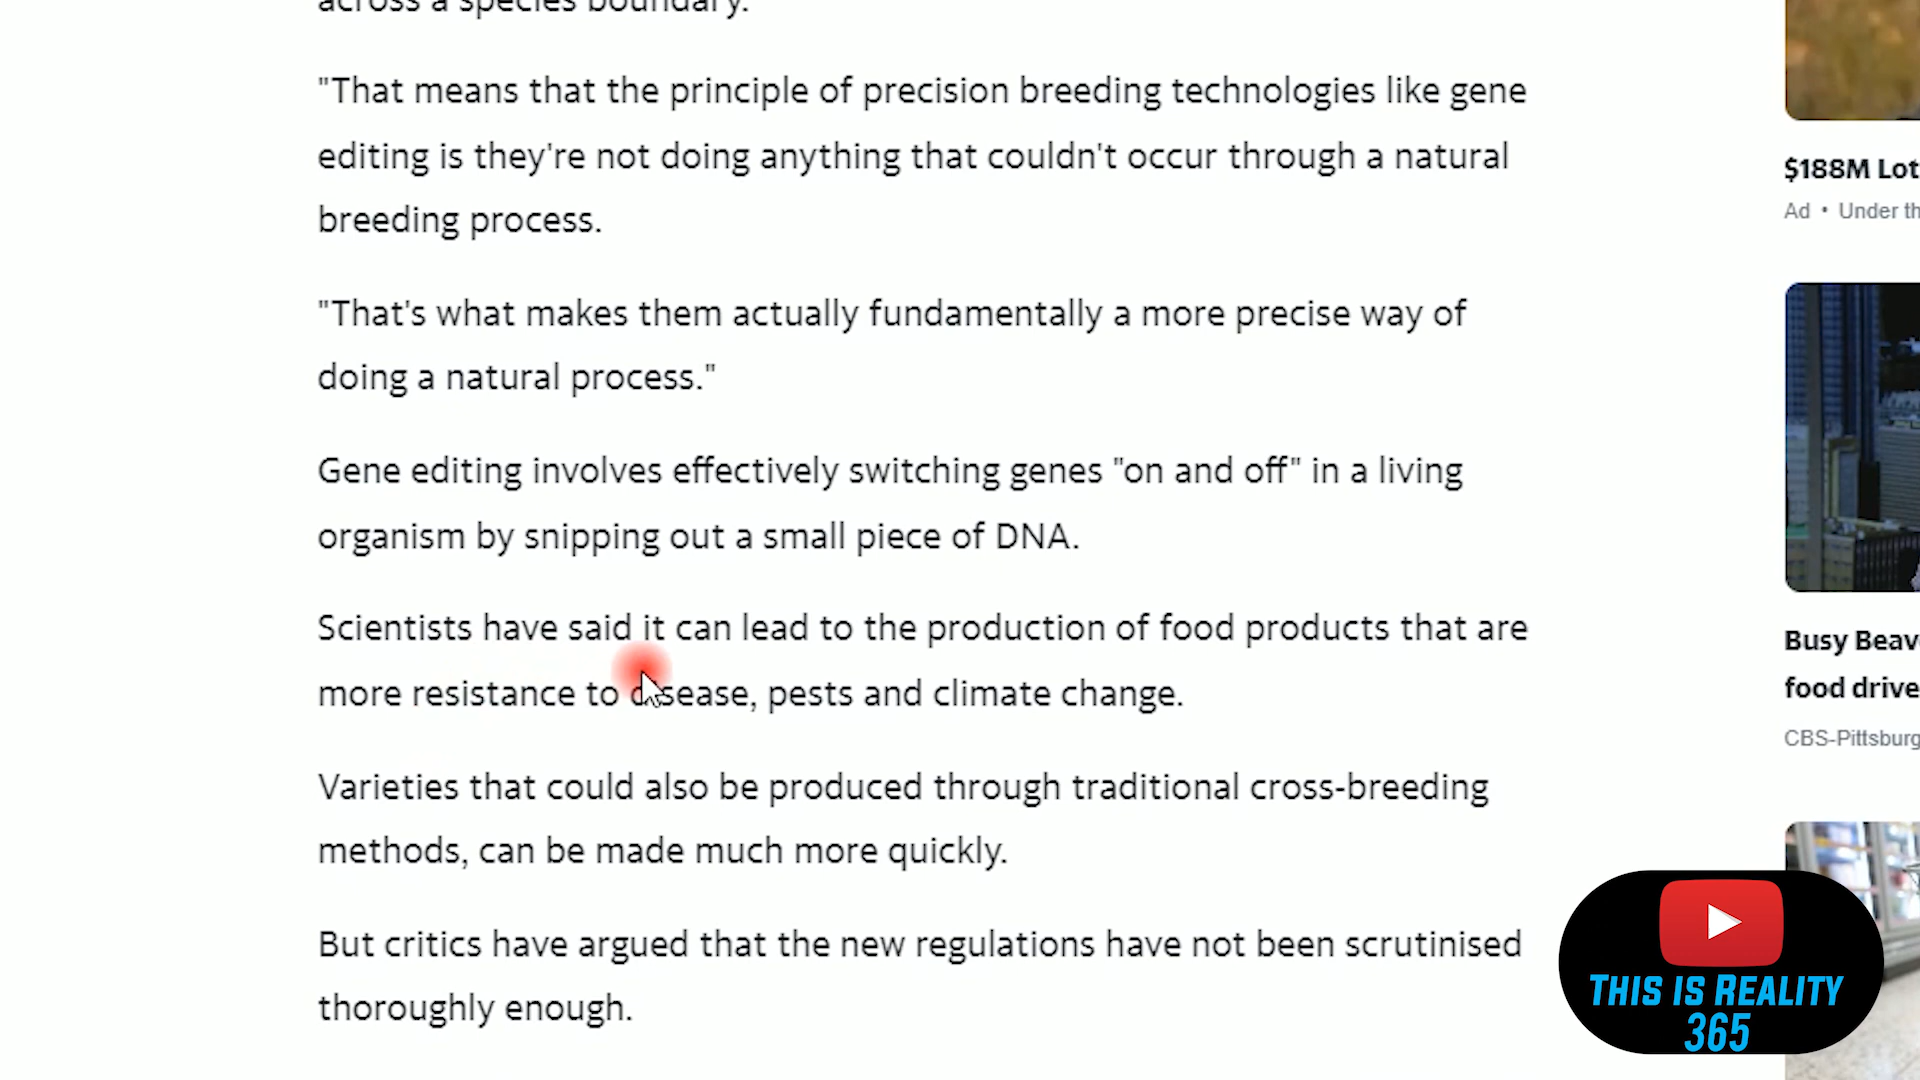 across a species boundary.
"That means that the principle of precision breeding technologies like gene
editing is they're not doing anything that couldn't occur through a natural
breeding process.
"That's what makes them actually fundamentally a more precise way of
doing a natural process."
Gene editing involves effectively switching genes "on and off" in a living
organism by snipping out a small piece of DNA.
Scientists have said it can lead to the production of food products that are
more resistance to disease, pests and climate change.
Varieties that could also be produced through traditional cross-breeding
methods, can be made much more quickly.
But critics have argued that the new regulations have not been scrutinised
thoroughly enough.
$188M Lot
Ad • Under th
Busy Beav
food drive
CBS-Pittsburg
THIS IS REALITY
365